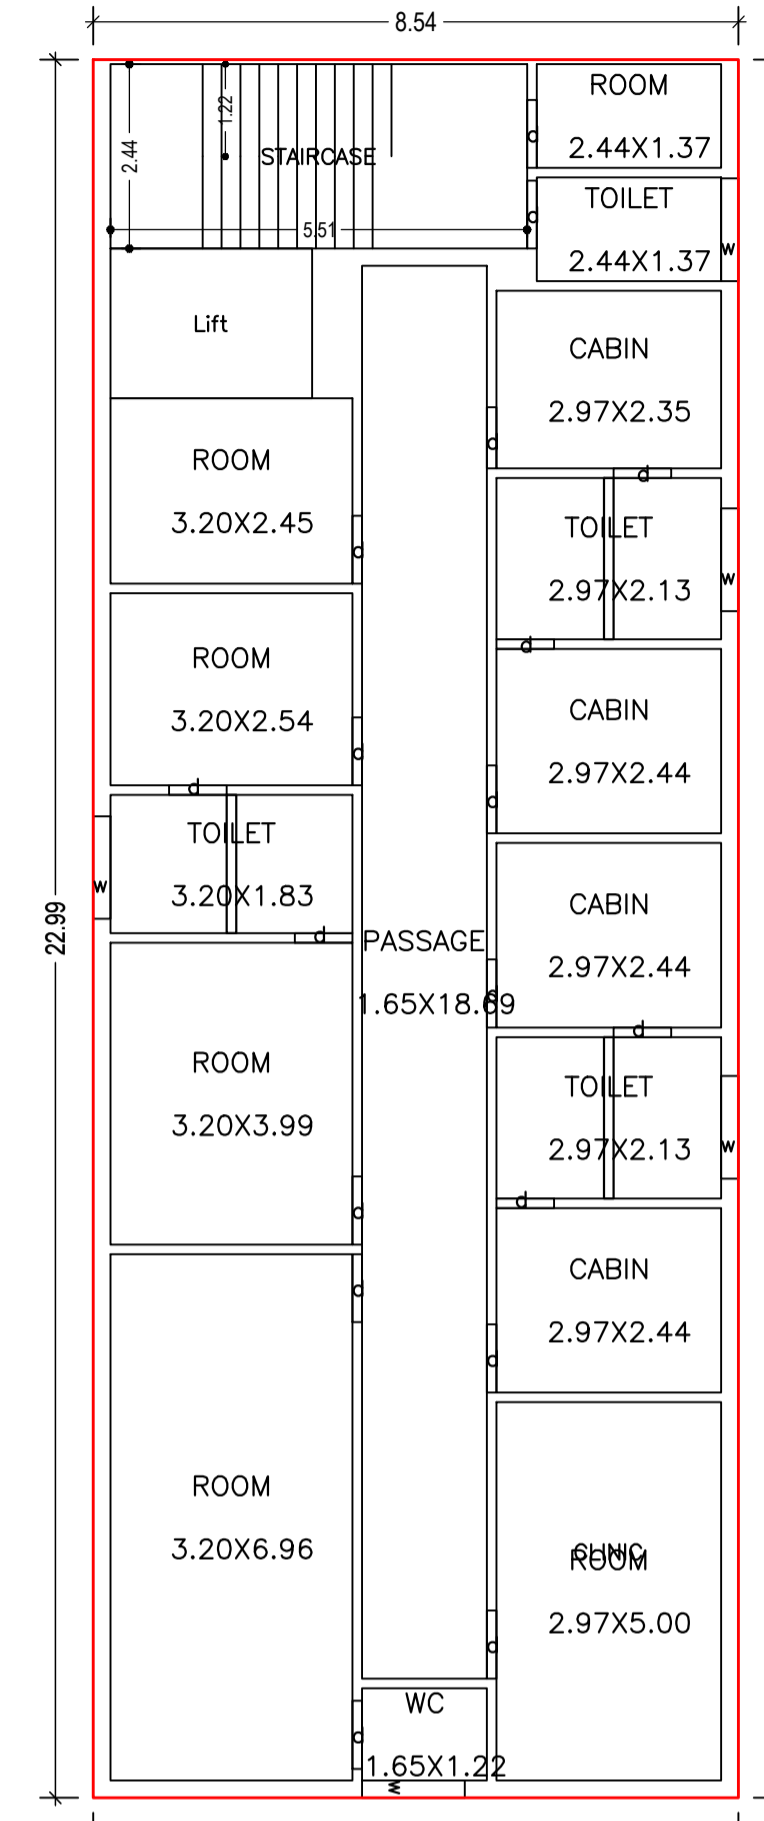 8.54
ROOM
2.44X1.37
1.22
2.44
STAIRCASE
d
TOILET
2.44X1.37
d
w
5.51
Lift
CABIN
2.97X2.35
d
d
ROOM
3.20X2.45
d
TOILET
2.97X2.13
w
d
ROOM
3.20X2.54
d
d
CABIN
2.97X2.44
d
TOILET
3.20X1.83
w
d
22.99
PASSAGE
1.65X18.69
CABIN
2.97X2.44
d
d
ROOM
3.20X3.99
d
TOILET
2.97X2.13
w
d
CABIN
2.97X2.44
d
d
ROOM
3.20X6.96
CLINIC
ROOM
2.97X5.00
d
WC
1.65X1.22
d
w